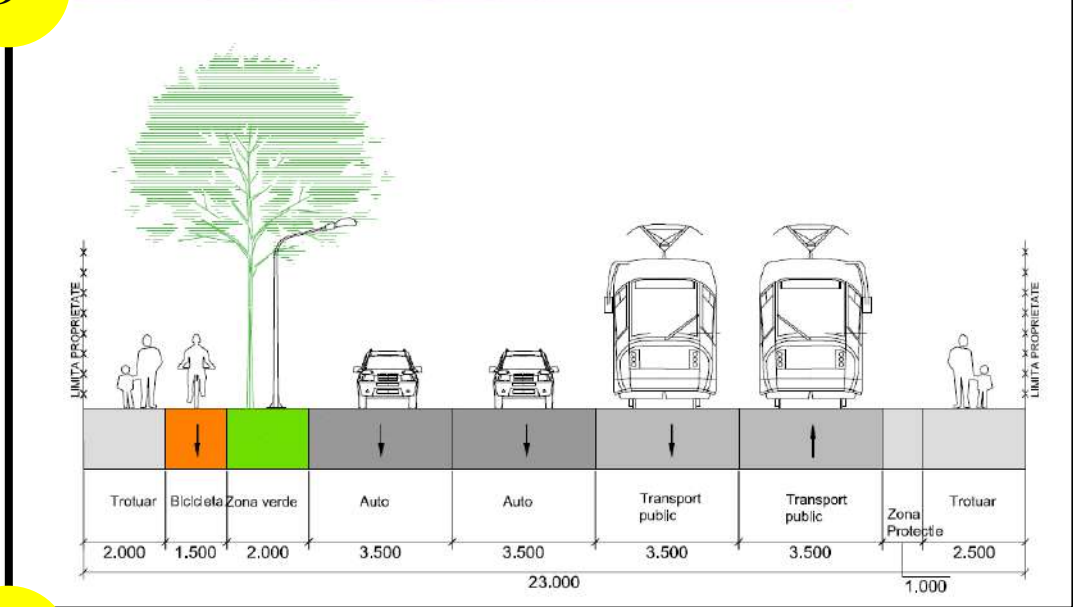 LIMITA PROPRIETATE
LIMITA PROPRIETATE
Trotuar
Bicicleta
Zona verde
Auto
Auto
Transport
public
Transport
public
Zona
Protectie
Trotuar
2.000
1.500
2.000
3.500
3.500
3.500
3.500
2.500
23.000
1.000